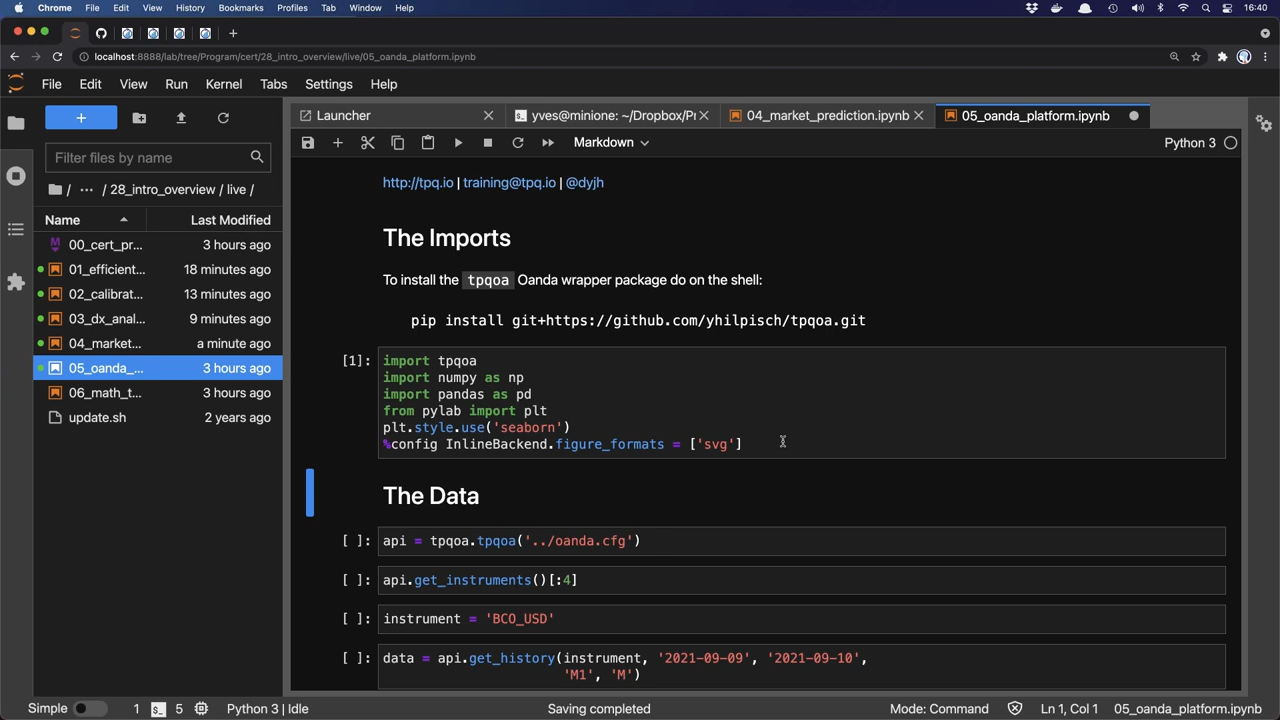 Chrome File Edit View History Bookmarks Profiles Tab Window Help 16:40
localhost:8888/lab/tree/Program/cert/28_intro_overview/live/05_oanda_platform.ipynb
File Edit View Run Kernel Tabs Settings Help
Launcher yves@minione: ~/Dropbox/Pr 04_market_prediction.ipynb 05_oanda_platform.ipynb
Markdown Python 3
Filter files by name
/ ··· / 28_intro_overview / live /
Name Last Modified
00_cert_pr... 3 hours ago
01_efficient... 18 minutes ago
02_calibrat... 13 minutes ago
03_dx_anal... 9 minutes ago
04_market... a minute ago
05_oanda_... 3 hours ago
06_math_t... 3 hours ago
update.sh 2 years ago
http://tpq.io | training@tpq.io | @dyjh
The Imports
To install the tpqoa Oanda wrapper package do on the shell:
pip install git+https://github.com/yhilpisch/tpqoa.git
[1]: import tpqoa
import numpy as np
import pandas as pd
from pylab import plt
plt.style.use('seaborn')
%config InlineBackend.figure_formats = ['svg']
The Data
[ ]: api = tpqoa.tpqoa('../oanda.cfg')
[ ]: api.get_instruments()[:4]
[ ]: instrument = 'BCO_USD'
[ ]: data = api.get_history(instrument, '2021-09-09', '2021-09-10',
'M1', 'M')
Simple 1 5 Python 3 | Idle Saving completed Mode: Command Ln 1, Col 1 05_oanda_platform.ipynb